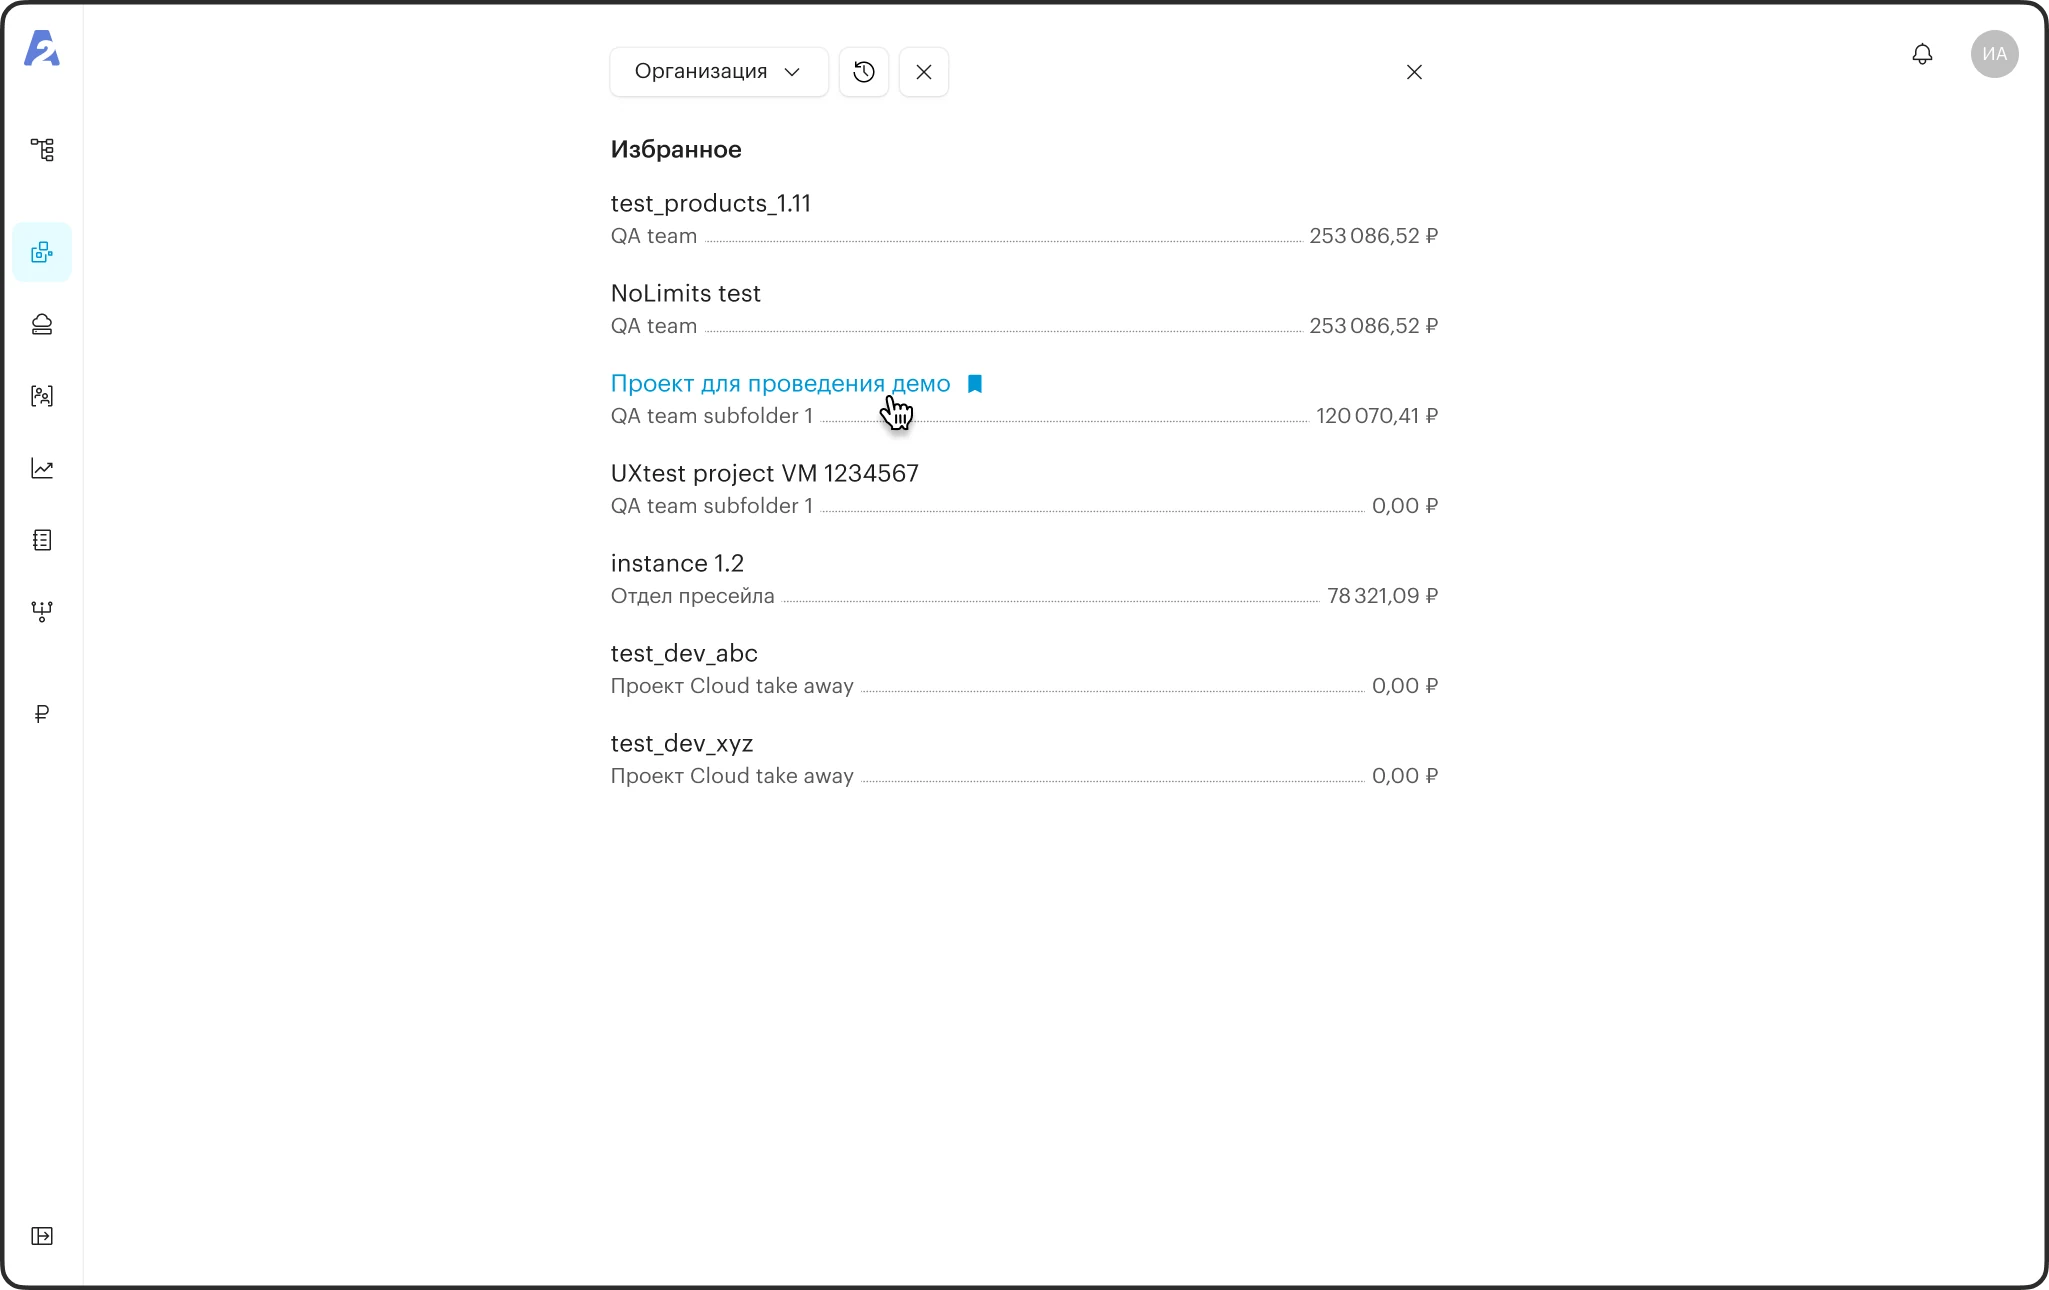 A2
ИА
Организация
Избранное
test_products_1.11
QA team 253 086,52 ₽
NoLimits test
QA team 253 086,52 ₽
Проект для проведения демо
QA team subfolder 1 120 070,41 ₽
UXtest project VM 1234567
QA team subfolder 1 0,00 ₽
instance 1.2
Отдел пресейла 78 321,09 ₽
test_dev_abc
Проект Cloud take away 0,00 ₽
test_dev_xyz
Проект Cloud take away 0,00 ₽